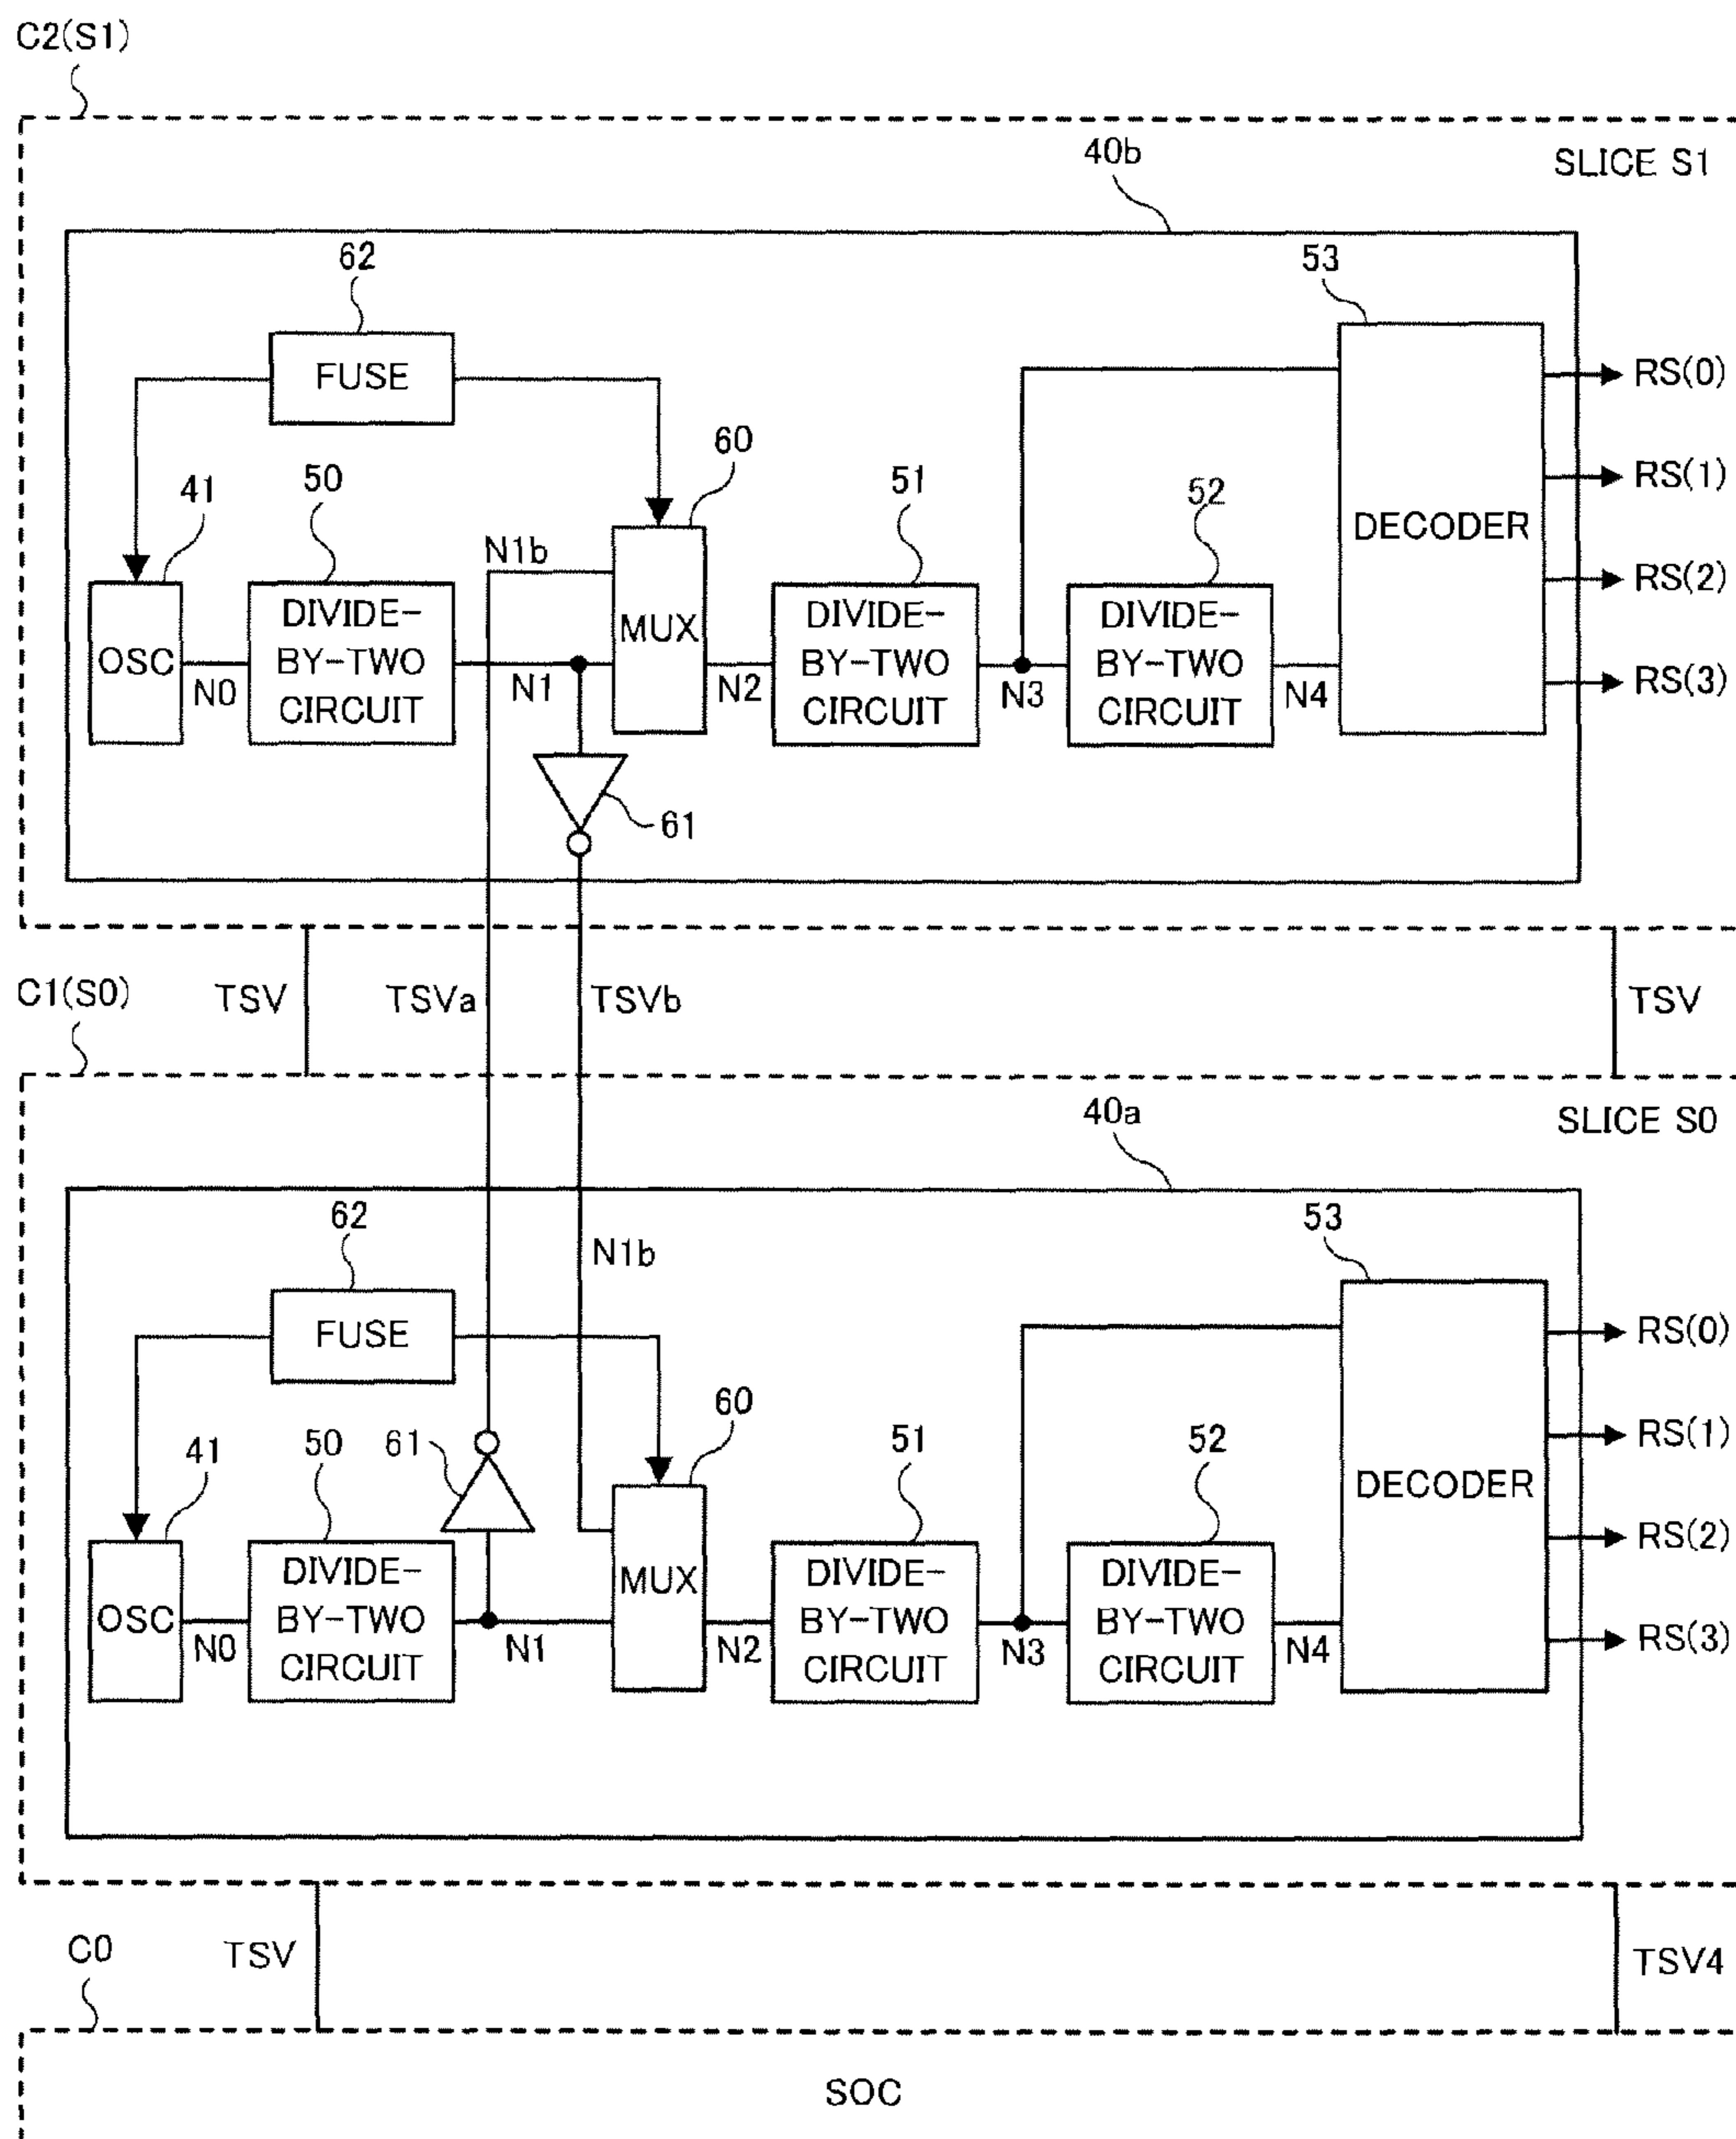 C2(S1)
SLICE S1
40b
62
FUSE
53
DECODER
RS(0)
RS(1)
RS(2)
RS(3)
41
OSC
N0
50
DIVIDE-
BY-TWO
CIRCUIT
N1b
N1
60
MUX
N2
51
DIVIDE-
BY-TWO
CIRCUIT
N3
52
DIVIDE-
BY-TWO
CIRCUIT
N4
61
C1(S0)
TSV
TSVa
TSVb
TSV
SLICE S0
40a
62
FUSE
N1b
53
DECODER
RS(0)
RS(1)
RS(2)
RS(3)
41
OSC
N0
50
DIVIDE-
BY-TWO
CIRCUIT
61
N1
60
MUX
N2
51
DIVIDE-
BY-TWO
CIRCUIT
N3
52
DIVIDE-
BY-TWO
CIRCUIT
N4
C0
TSV
TSV4
SOC